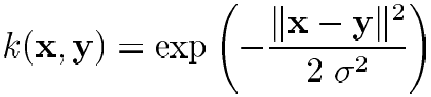 k(𝐱, 𝐲) = exp(−‖𝐱 − 𝐲‖² / 2 σ²)